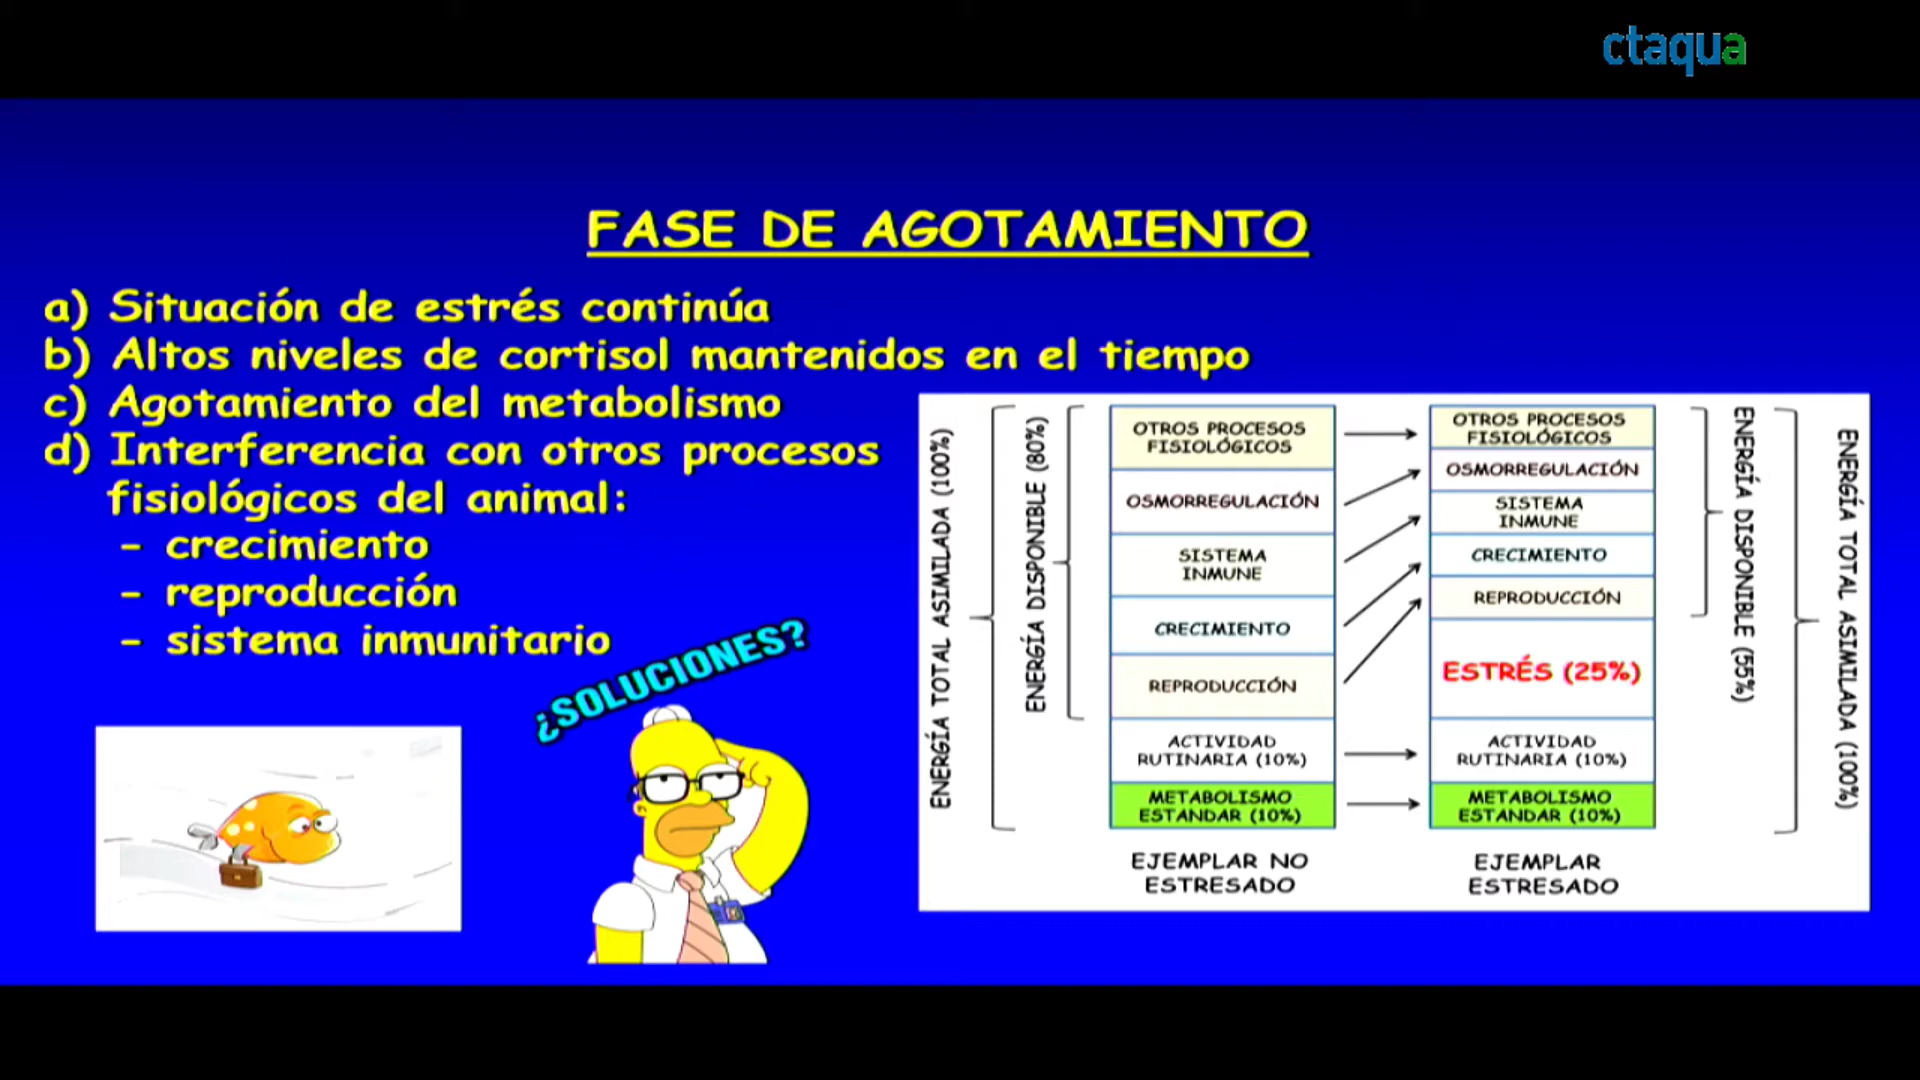 ctaqua
FASE DE AGOTAMIENTO
a) Situación de estrés continúa
b) Altos niveles de cortisol mantenidos en el tiempo
c) Agotamiento del metabolismo
d) Interferencia con otros procesos
fisiológicos del animal:
- crecimiento
- reproducción
- sistema inmunitario
¿SOLUCIONES?
ENERGÍA TOTAL ASIMILADA (100%)
ENERGÍA DISPONIBLE (80%)
OTROS PROCESOS
FISIOLÓGICOS
OSMORREGULACIÓN
SISTEMA
INMUNE
CRECIMIENTO
REPRODUCCIÓN
ACTIVIDAD
RUTINARIA (10%)
METABOLISMO
ESTANDAR (10%)
EJEMPLAR NO
ESTRESADO
OTROS PROCESOS
FISIOLÓGICOS
OSMORREGULACIÓN
SISTEMA
INMUNE
CRECIMIENTO
REPRODUCCIÓN
ESTRÉS (25%)
ACTIVIDAD
RUTINARIA (10%)
METABOLISMO
ESTANDAR (10%)
EJEMPLAR
ESTRESADO
ENERGÍA DISPONIBLE (55%)
ENERGÍA TOTAL ASIMILADA (100%)